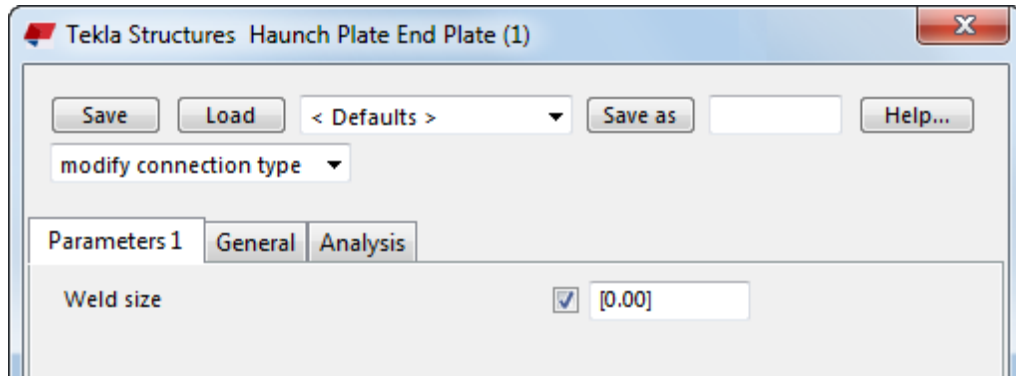 Tekla Structures Haunch Plate End Plate (1)
Save Load < Defaults > Save as Help...
modify connection type
Parameters 1 General Analysis
Weld size [0.00]